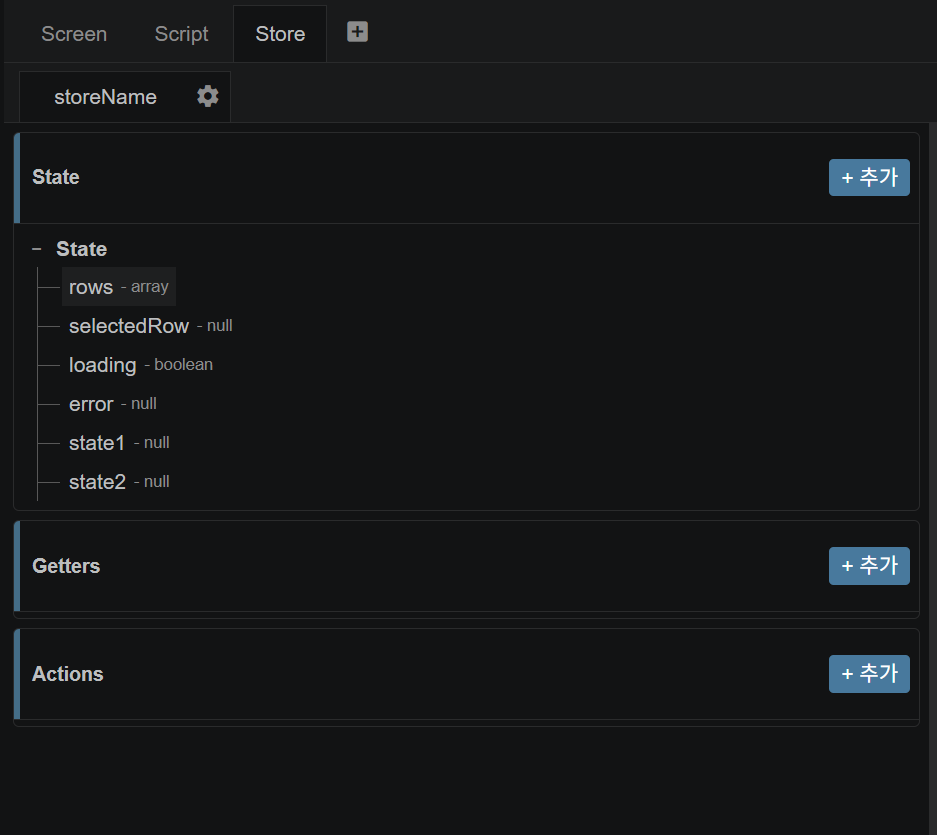 Screen Script Store
storeName
State + 추가
− State
rows - array
selectedRow - null
loading - boolean
error - null
state1 - null
state2 - null
Getters + 추가
Actions + 추가